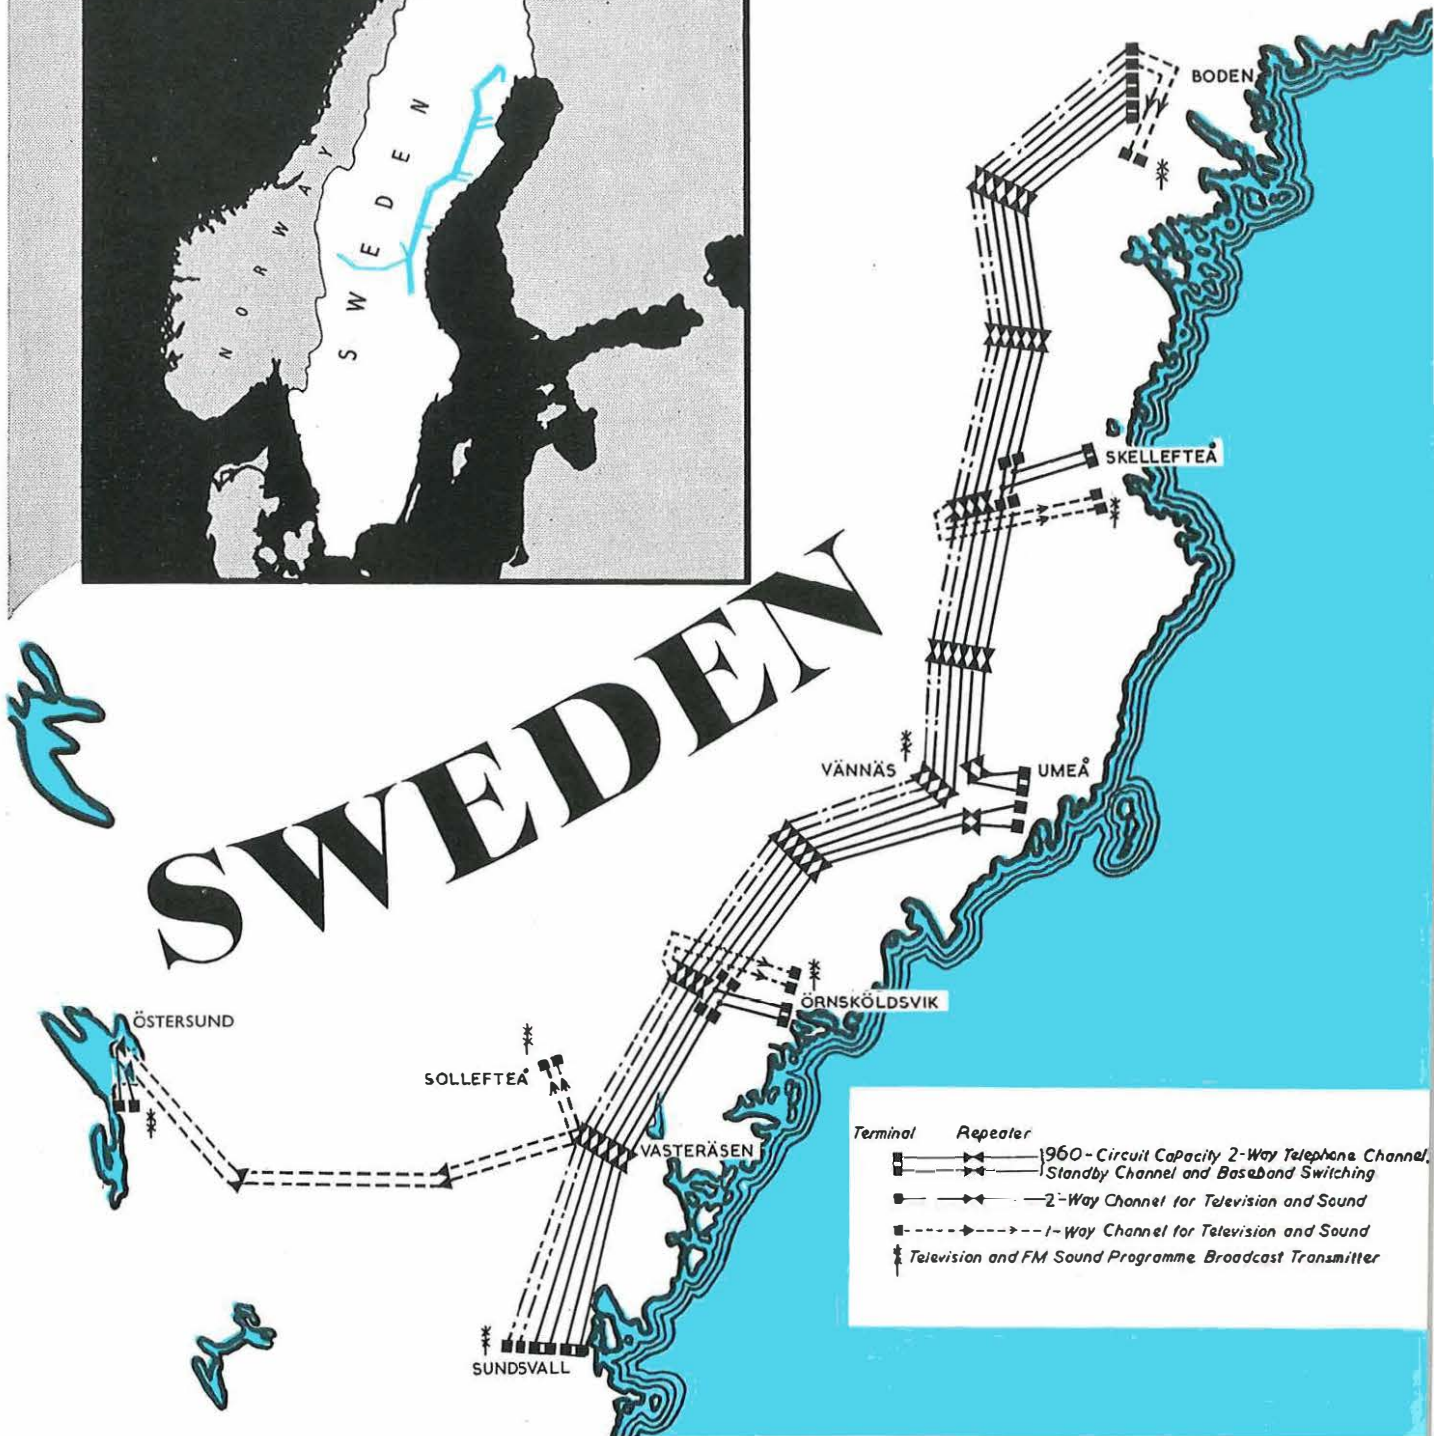 NORWAY
SWEDEN
BODEN
SKELLEFTEÅ
SWEDEN
VÄNNÄS
UMEÅ
ÖRNSKÖLDSVIK
ÖSTERSUND
SOLLEFTEÅ
VASTERÄSEN
SUNDSVALL
Terminal Repeater
960-Circuit Capacity 2-Way Telephone Channel.
Standby Channel and Baseband Switching
2-Way Channel for Television and Sound
1-Way Channel for Television and Sound
Television and FM Sound Programme Broadcast Transmitter